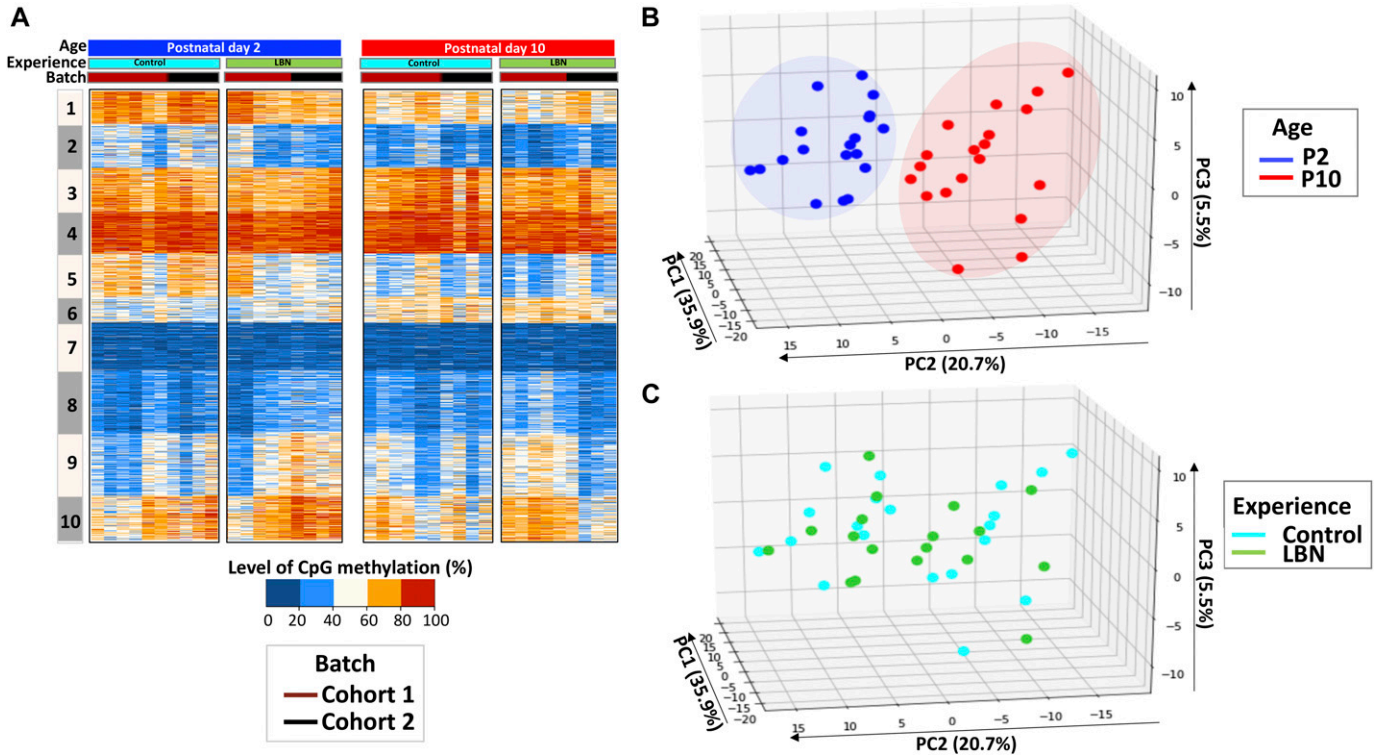 A
Age
Postnatal day 2
Postnatal day 10
Experience
Control
LBN
Control
LBN
Batch
1
2
3
4
5
6
7
8
9
10
Level of CpG methylation (%)
0 20 40 60 80 100
Batch
Cohort 1
Cohort 2
B
10
5
0
-5
-10
PC3 (5.5%)
20
15
10
5
0
-5
-10
-15
-20
PC1 (35.9%)
15 10 5 0 -5 -10 -15
PC2 (20.7%)
Age
P2
P10
C
10
5
0
-5
-10
PC3 (5.5%)
20
15
10
5
0
-5
-10
-15
-20
PC1 (35.9%)
15 10 5 0 -5 -10 -15
PC2 (20.7%)
Experience
Control
LBN